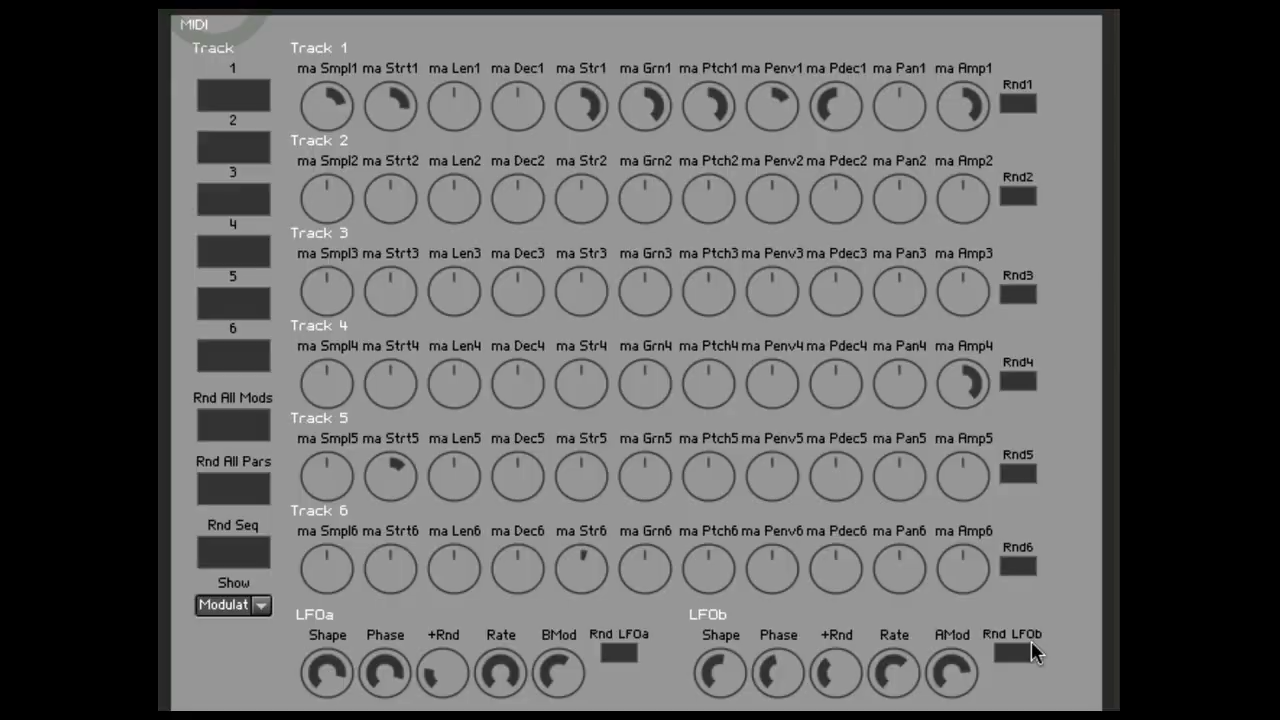 MIDI
Track
1
2
3
4
5
6
Rnd All Mods
Rnd All Pars
Rnd Seq
Show
Modulat
Track 1
ma Smpl1 ma Strt1 ma Len1 ma Dec1 ma Str1 ma Grn1 ma Ptch1 ma Penv1 ma Pdec1 ma Pan1 ma Amp1 Rnd1
Track 2
ma Smpl2 ma Strt2 ma Len2 ma Dec2 ma Str2 ma Grn2 ma Ptch2 ma Penv2 ma Pdec2 ma Pan2 ma Amp2 Rnd2
Track 3
ma Smpl3 ma Strt3 ma Len3 ma Dec3 ma Str3 ma Grn3 ma Ptch3 ma Penv3 ma Pdec3 ma Pan3 ma Amp3 Rnd3
Track 4
ma Smpl4 ma Strt4 ma Len4 ma Dec4 ma Str4 ma Grn4 ma Ptch4 ma Penv4 ma Pdec4 ma Pan4 ma Amp4 Rnd4
Track 5
ma Smpl5 ma Strt5 ma Len5 ma Dec5 ma Str5 ma Grn5 ma Ptch5 ma Penv5 ma Pdec5 ma Pan5 ma Amp5 Rnd5
Track 6
ma Smpl6 ma Strt6 ma Len6 ma Dec6 ma Str6 ma Grn6 ma Ptch6 ma Penv6 ma Pdec6 ma Pan6 ma Amp6 Rnd6
LFOa
Shape Phase +Rnd Rate BMod Rnd LFOa
LFOb
Shape Phase +Rnd Rate AMod Rnd LFOb